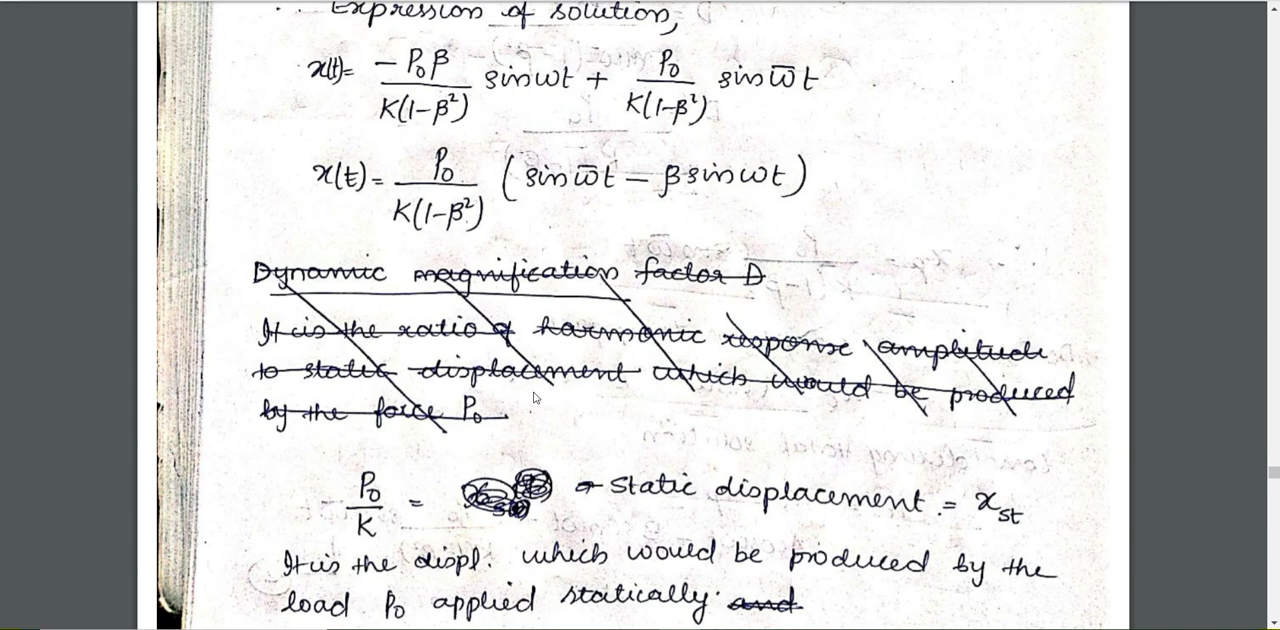 ∴ Expression of solution,
x(t)= -P₀β / K(1-β²) sinωt + P₀ / K(1-β²) sin ω̅t
x(t) = P₀ / K(1-β²) (sin ω̅t - β sin ωt)
Dynamic magnification factor D
It is the ratio of harmonic response amplitude
to static displacement which would be produced
by the force P₀.
P₀ / K = Static displacement = x_st
It is the displ. which would be produced by the
load P₀ applied statically. and